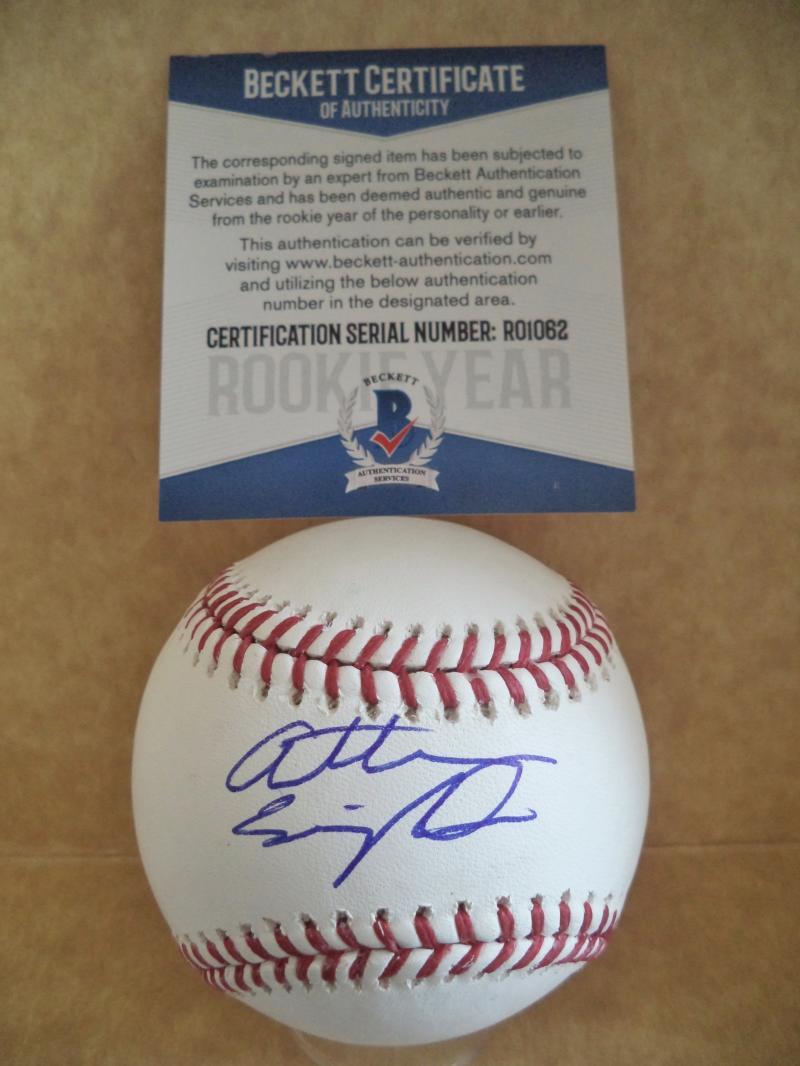 BECKETT CERTIFICATE
OF AUTHENTICITY
The corresponding signed item has been subjected to
examination by an expert from Beckett Authentication
Services and has been deemed authentic and genuine
from the rookie year of the personality or earlier.
This authentication can be verified by
visiting www.beckett-authentication.com
and utilizing the below authentication
number in the designated area.
CERTIFICATION SERIAL NUMBER: R01062
ROOKIE YEAR
BECKETT
B
AUTHENTICATION
SERVICES